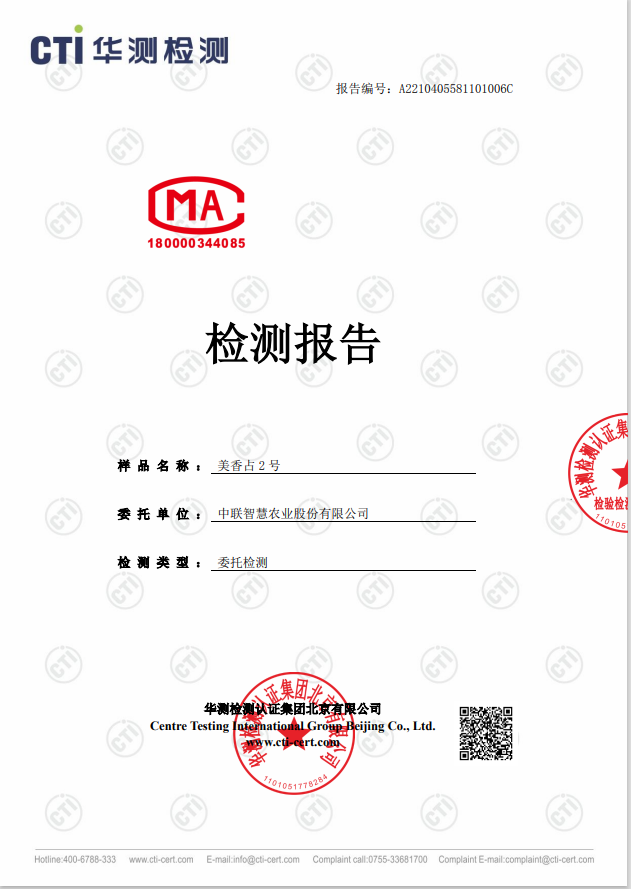 CTI 华测检测
报告编号：A2210405581101006C
MA
180000344085
检测报告
样品名称： 美香占 2 号
委托单位： 中联智慧农业股份有限公司
检测类型： 委托检测
华测检测认证集
检验检测
110105
华测检测认证集团北京有限公司
华测检测认证集团北京有限公司
Centre Testing International Group Beijing Co., Ltd.
www.cti-cert.com
1101051778284
Hotline:400-6788-333 www.cti-cert.com E-mail:info@cti-cert.com Complaint call:0755-33681700 Complaint E-mail:complaint@cti-cert.com